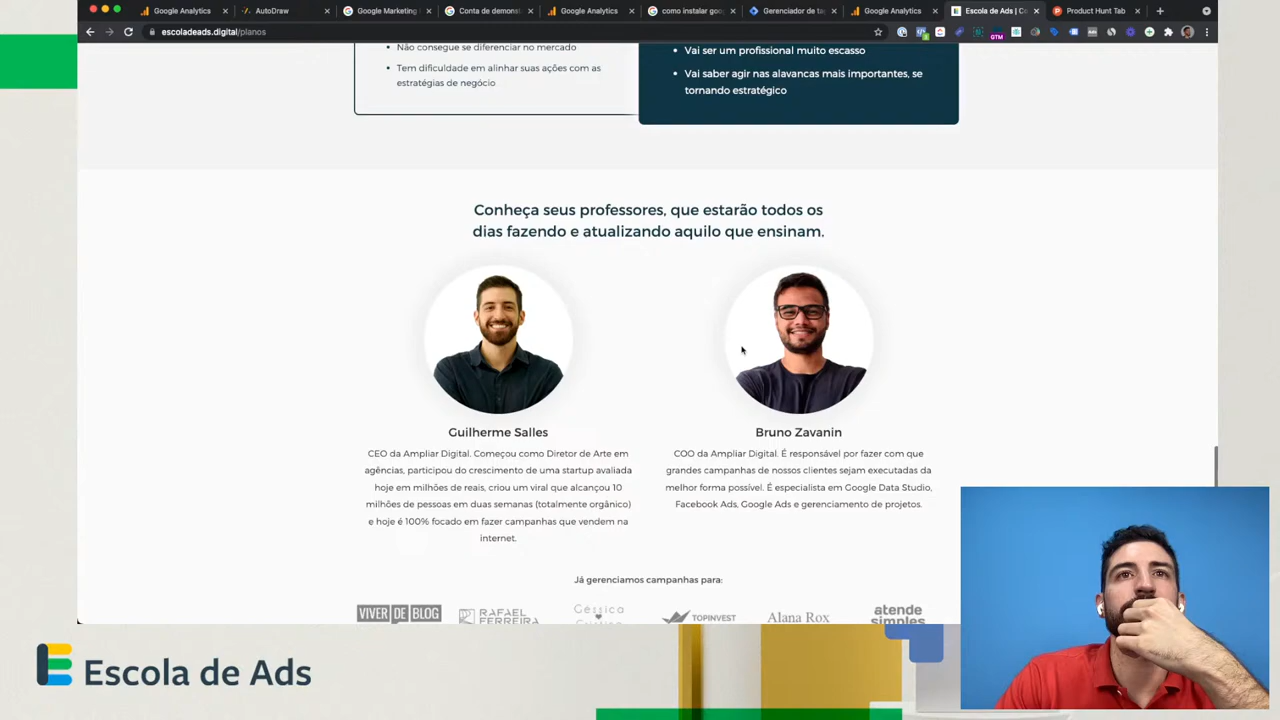 Google Analytics
AutoDraw
Google Marketing
Conta de demons
Google Analytics
como instalar goo
Gerenciador de ta
Google Analytics
Escola de Ads | C
Product Hunt Tab
escoladeads.digital/planos
GTM
Não consegue se diferenciar no mercado
Tem dificuldade em alinhar suas ações com as
estratégias de negócio
Vai ser um profissional muito escasso
Vai saber agir nas alavancas mais importantes, se
tornando estratégico
Conheça seus professores, que estarão todos os
dias fazendo e atualizando aquilo que ensinam.
Guilherme Salles
CEO da Ampliar Digital. Começou como Diretor de Arte em
agências, participou do crescimento de uma startup avaliada
hoje em milhões de reais, criou um viral que alcançou 10
milhões de pessoas em duas semanas (totalmente orgânico)
e hoje é 100% focado em fazer campanhas que vendem na
internet.
Bruno Zavanin
COO da Ampliar Digital. É responsável por fazer com que
grandes campanhas de nossos clientes sejam executadas da
melhor forma possível. É especialista em Google Data Studio,
Facebook Ads, Google Ads e gerenciamento de projetos.
Já gerenciamos campanhas para:
VIVER DE BLOG
RAFAEL
FERREIRA
Géssica
TOPINVEST
Alana Rox
atende
simples
Escola de Ads